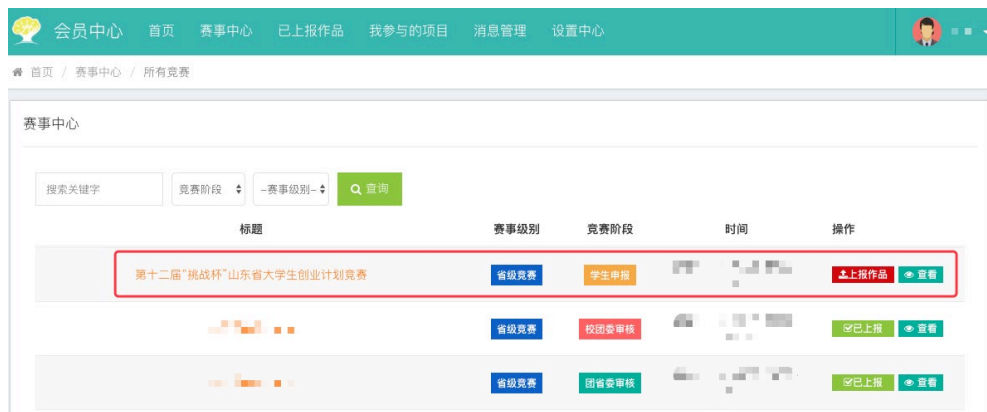 会员中心 首页 赛事中心 已上报作品 我参与的项目 消息管理 设置中心
首页 / 赛事中心 / 所有竞赛
赛事中心
搜索关键字 竞赛阶段 -赛事级别- 查询
标题 赛事级别 竞赛阶段 时间 操作
第十二届“挑战杯”山东省大学生创业计划竞赛 省级竞赛 学生申报 上报作品 查看
省级竞赛 校团委审核 已上报 查看
省级竞赛 团省委审核 已上报 查看